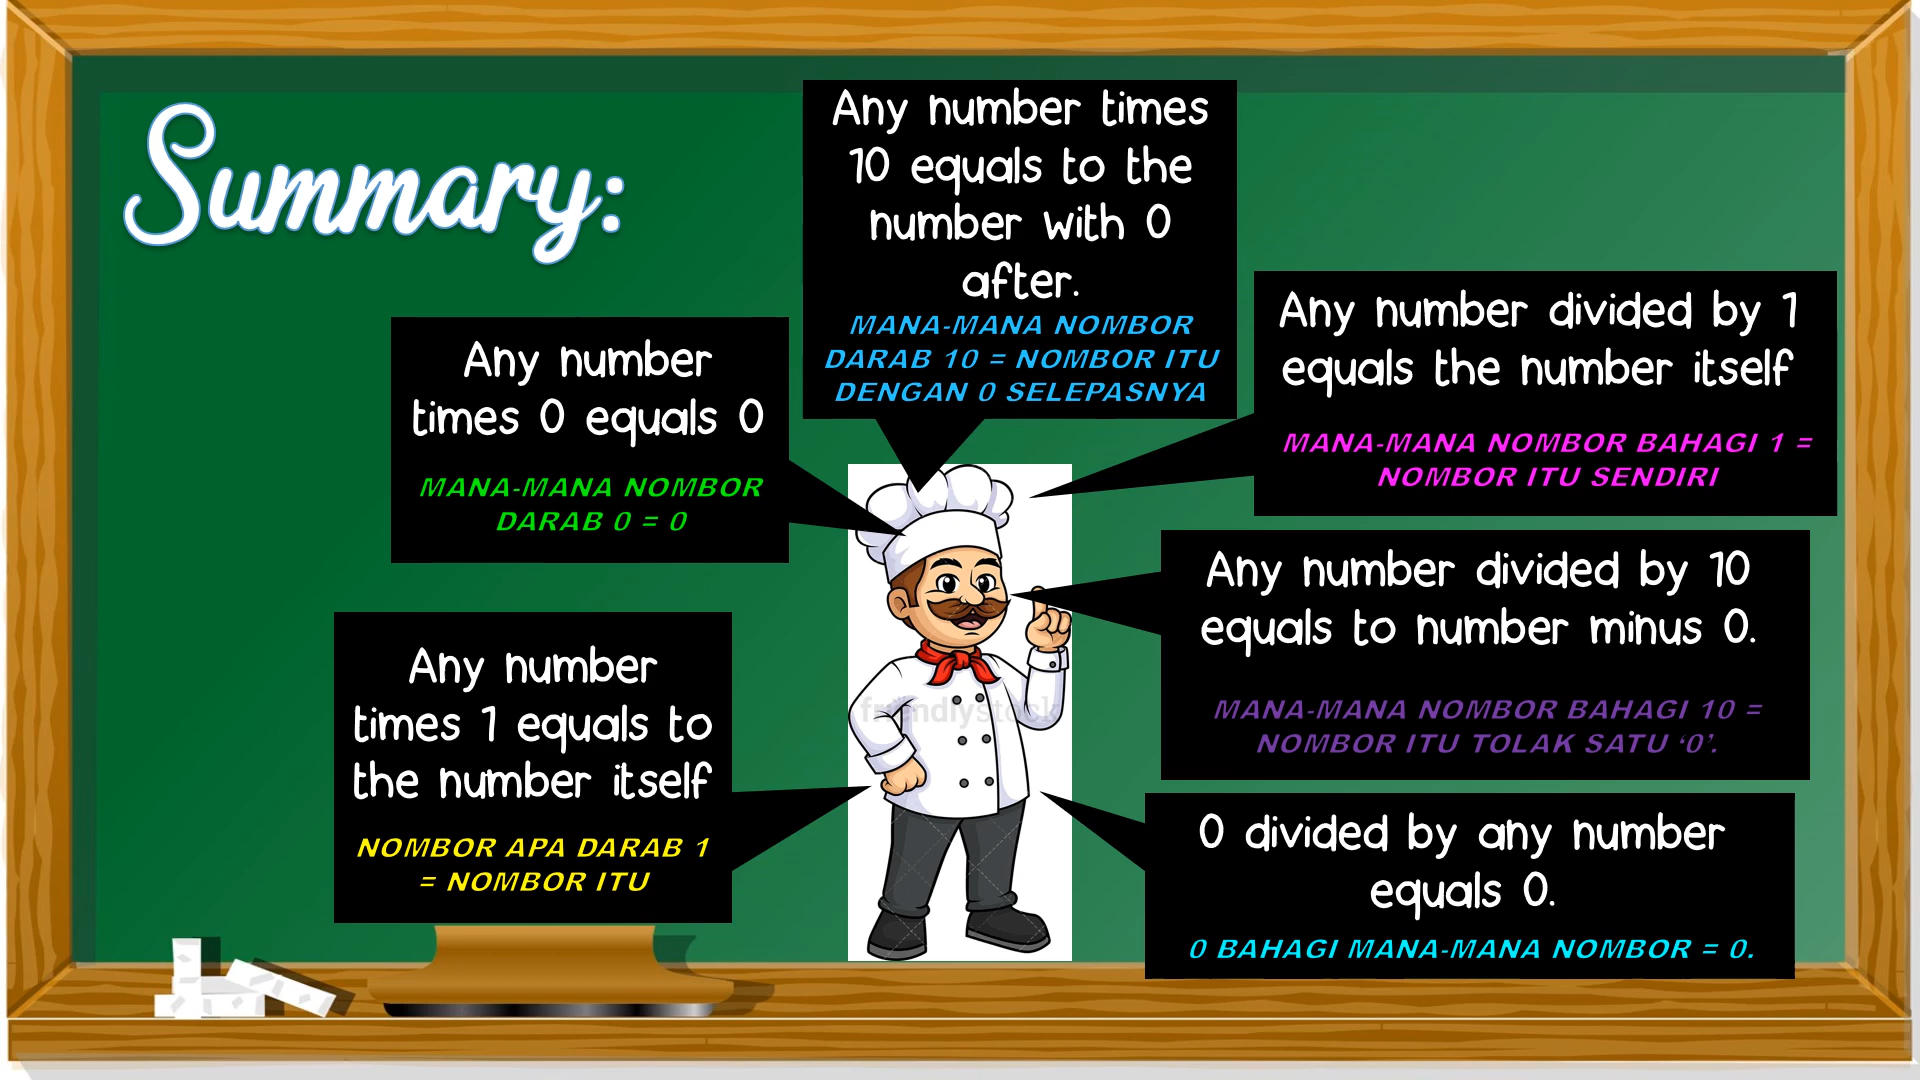 Summary:
Any number times
10 equals to the
number with 0
after.
MANA-MANA NOMBOR
DARAB 10 = NOMBOR ITU
DENGAN 0 SELEPASNYA
Any number
times 0 equals 0
MANA-MANA NOMBOR
DARAB 0 = 0
Any number divided by 1
equals the number itself
MANA-MANA NOMBOR BAHAGI 1 =
NOMBOR ITU SENDIRI
Any number divided by 10
equals to number minus 0.
MANA-MANA NOMBOR BAHAGI 10 =
NOMBOR ITU TOLAK SATU ‘0’.
Any number
times 1 equals to
the number itself
NOMBOR APA DARAB 1
= NOMBOR ITU
friendlystock
0 divided by any number
equals 0.
0 BAHAGI MANA-MANA NOMBOR = 0.